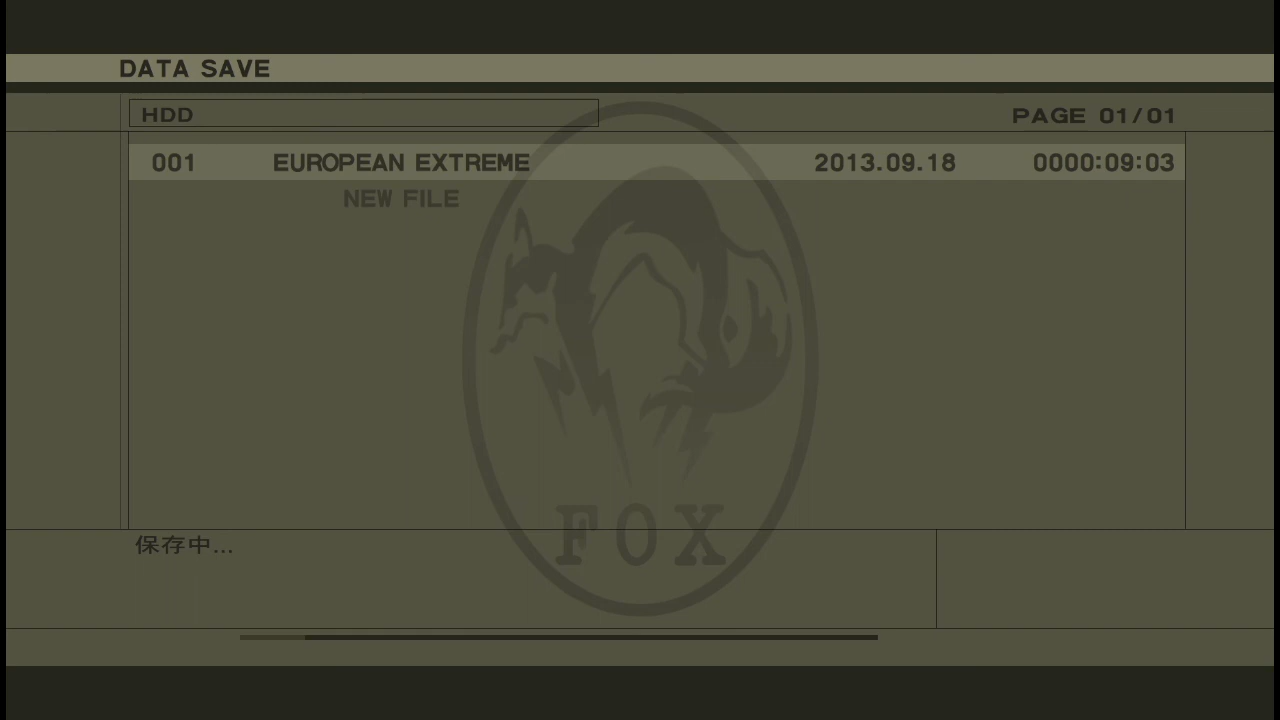 DATA SAVE
HDD
PAGE 01/01
001 EUROPEAN EXTREME 2013.09.18 0000:09:03
NEW FILE
FOX
保存中...